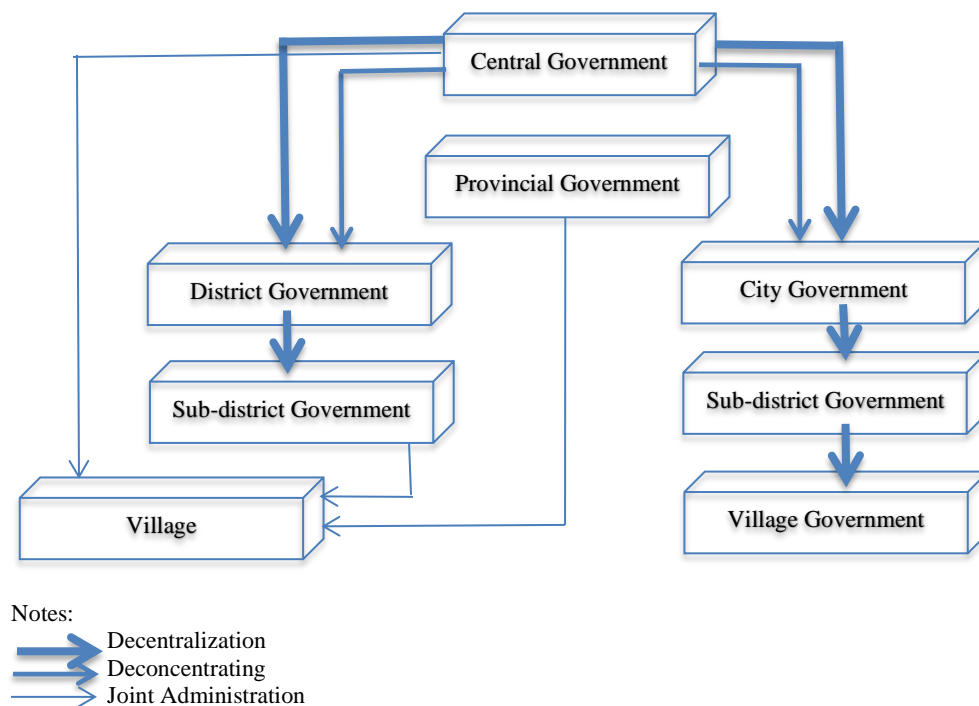 Central Government
Provincial Government
District Government
City Government
Sub-district Government
Sub-district Government
Village
Village Government
Notes:
Decentralization
Deconcentrating
Joint Administration